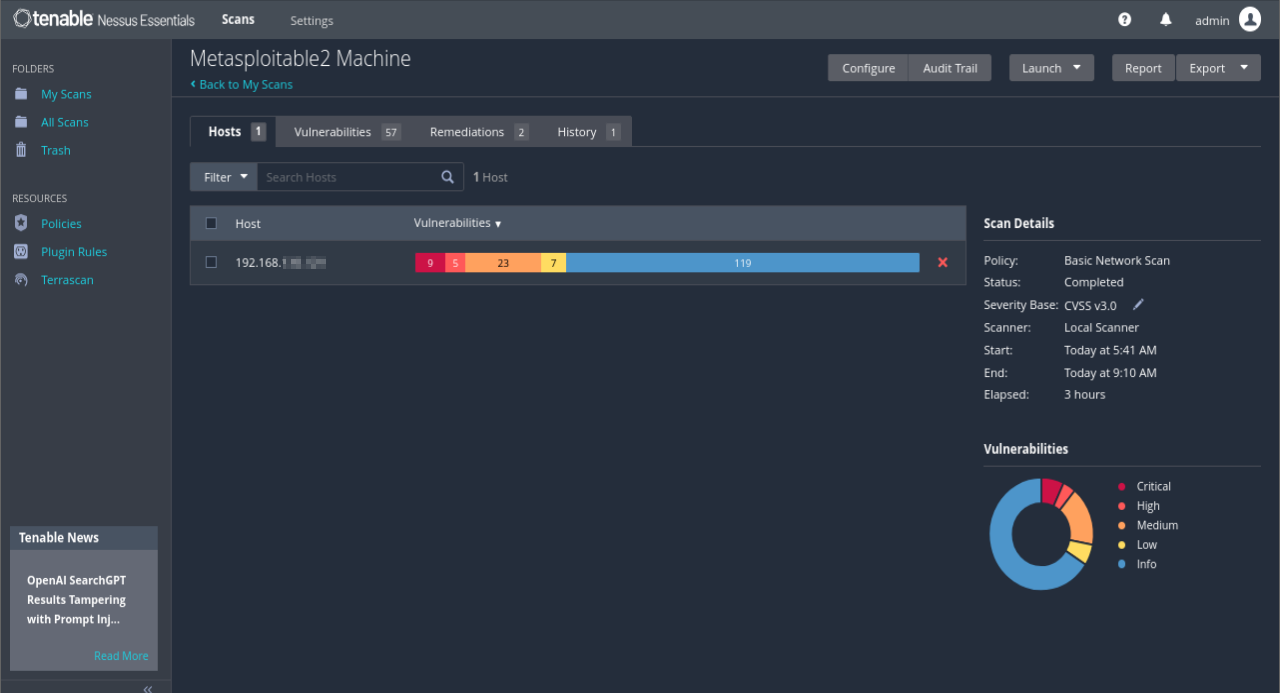 tenable Nessus Essentials Scans Settings ? admin
FOLDERS
My Scans
All Scans
Trash
RESOURCES
Policies
Plugin Rules
Terrascan
Tenable News
OpenAI SearchGPT
Results Tampering
with Prompt Inj...
Read More
Metasploitable2 Machine
Back to My Scans
Configure Audit Trail Launch Report Export
Hosts 1 Vulnerabilities 57 Remediations 2 History 1
Filter Search Hosts 1 Host
Host Vulnerabilities
192.168. 9 5 23 7 119
Scan Details
Policy: Basic Network Scan
Status: Completed
Severity Base: CVSS v3.0
Scanner: Local Scanner
Start: Today at 5:41 AM
End: Today at 9:10 AM
Elapsed: 3 hours
Vulnerabilities
Critical
High
Medium
Low
Info